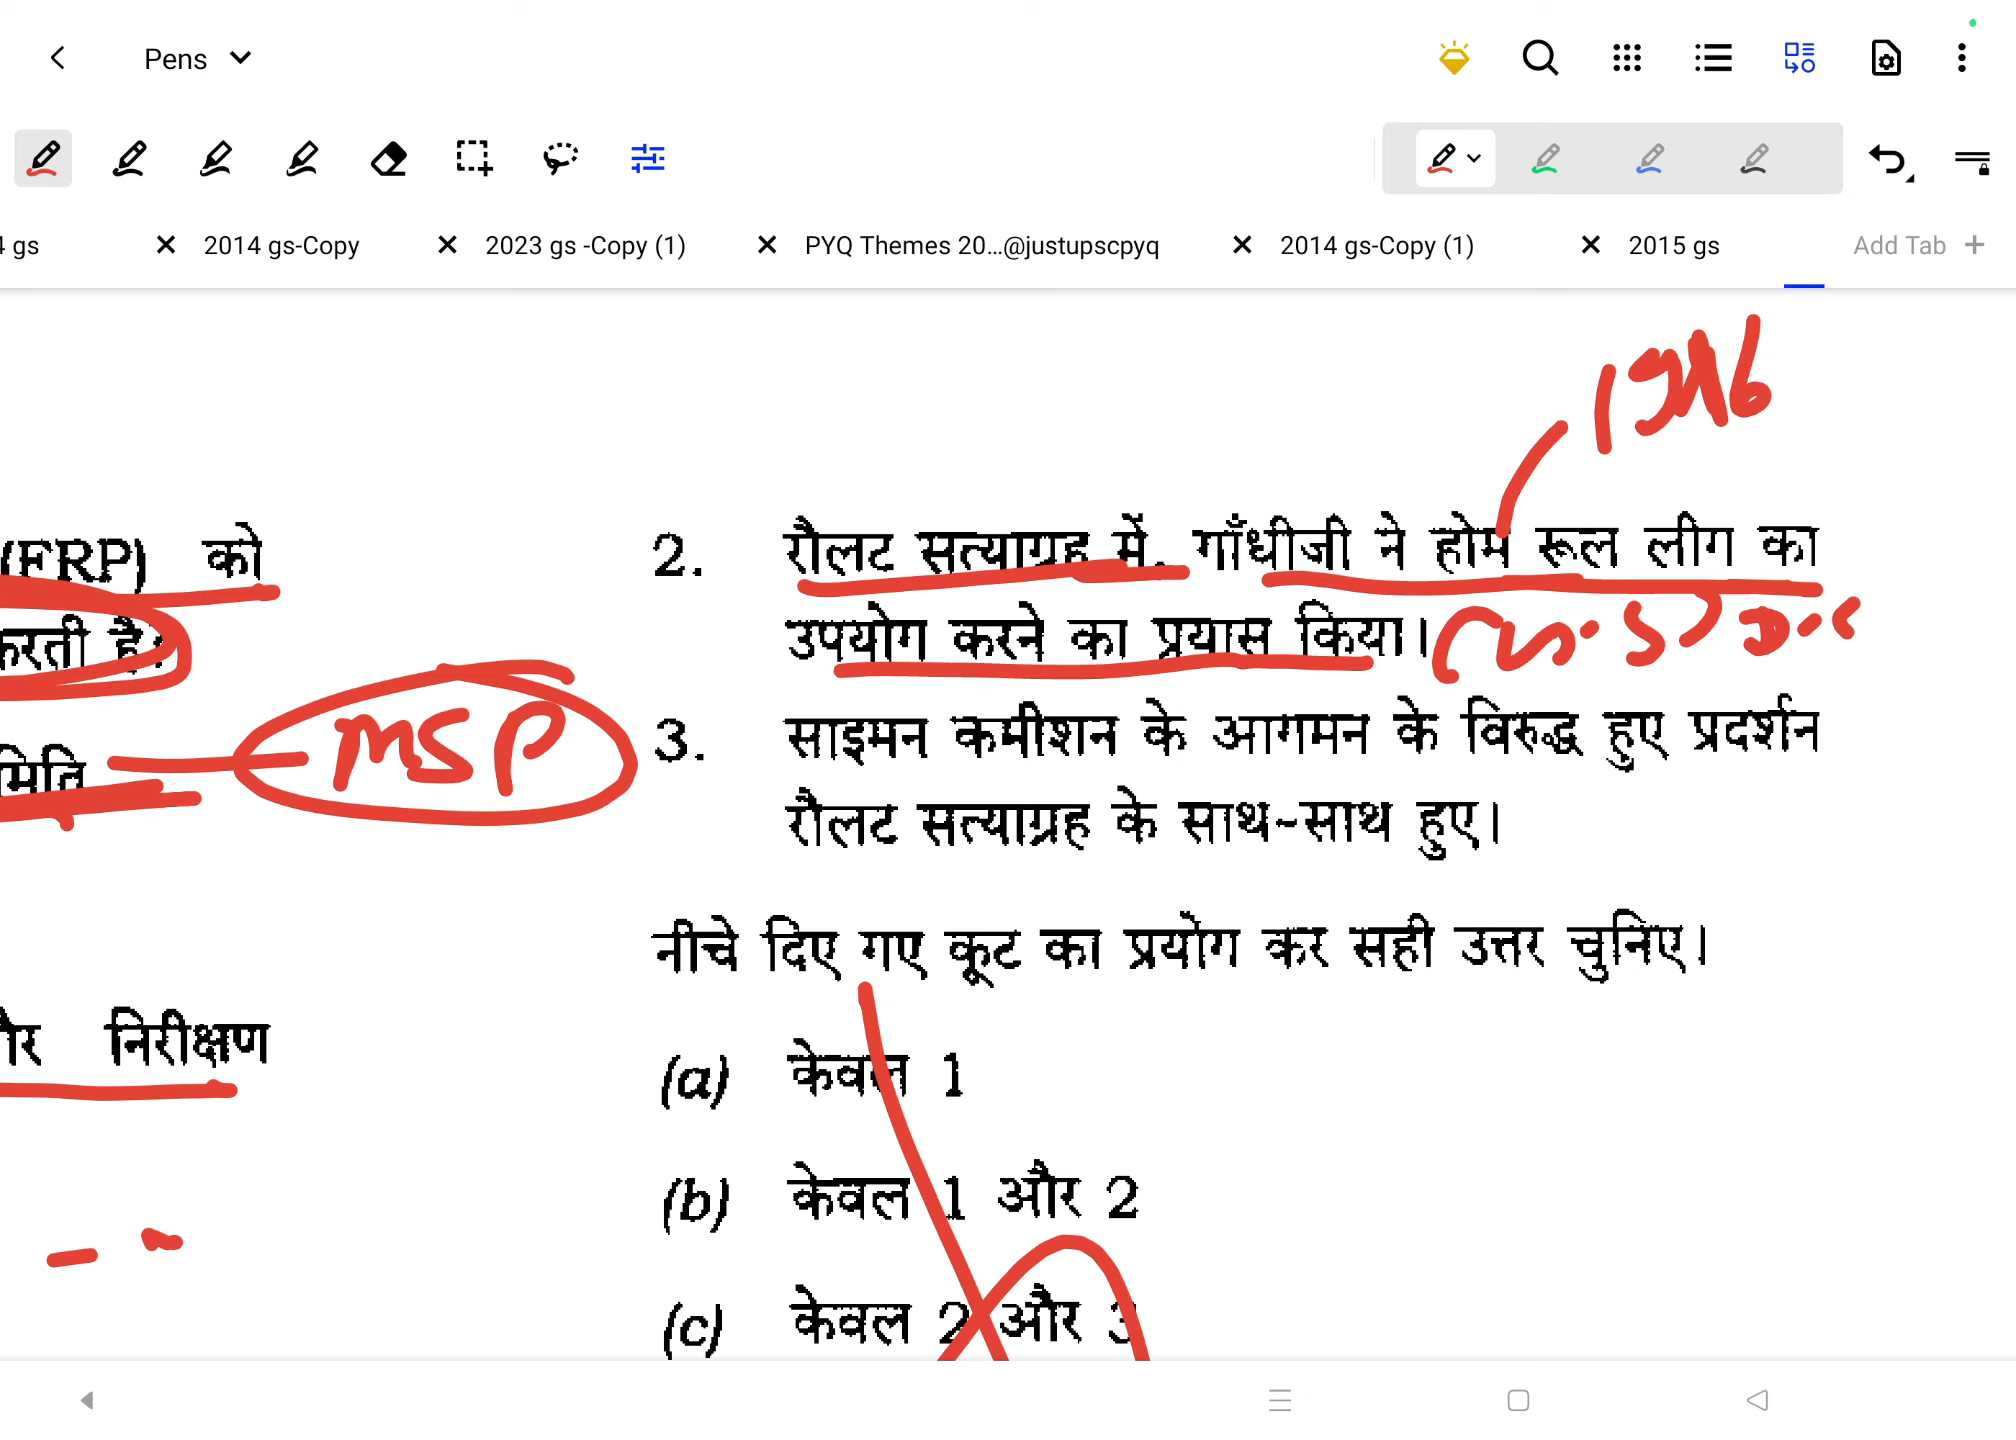 Pens
4 gs
2014 gs-Copy
2023 gs -Copy (1)
PYQ Themes 20...@justupscpyq
2014 gs-Copy (1)
2015 gs
Add Tab +
(FRP) को
करती है?
मिति
MSP
और निरीक्षण
2. रौलट सत्याग्रह में, गाँधीजी ने होम रूल लीग का
उपयोग करने का प्रयास किया।
3. साइमन कमीशन के आगमन के विरुद्ध हुए प्रदर्शन
रौलट सत्याग्रह के साथ-साथ हुए।
नीचे दिए गए कूट का प्रयोग कर सही उत्तर चुनिए।
(a) केवल 1
(b) केवल 1 और 2
(c) केवल 2 और 3